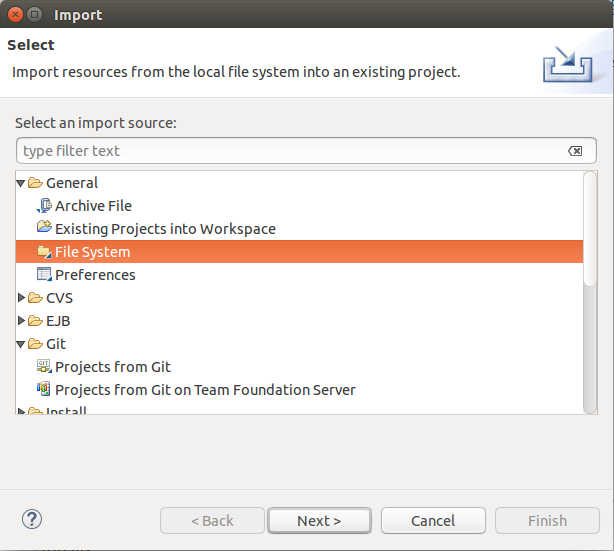 Import
Select
Import resources from the local file system into an existing project.
Select an import source:
type filter text
General
Archive File
Existing Projects into Workspace
File System
Preferences
CVS
EJB
Git
Projects from Git
Projects from Git on Team Foundation Server
Install
< Back
Next >
Cancel
Finish